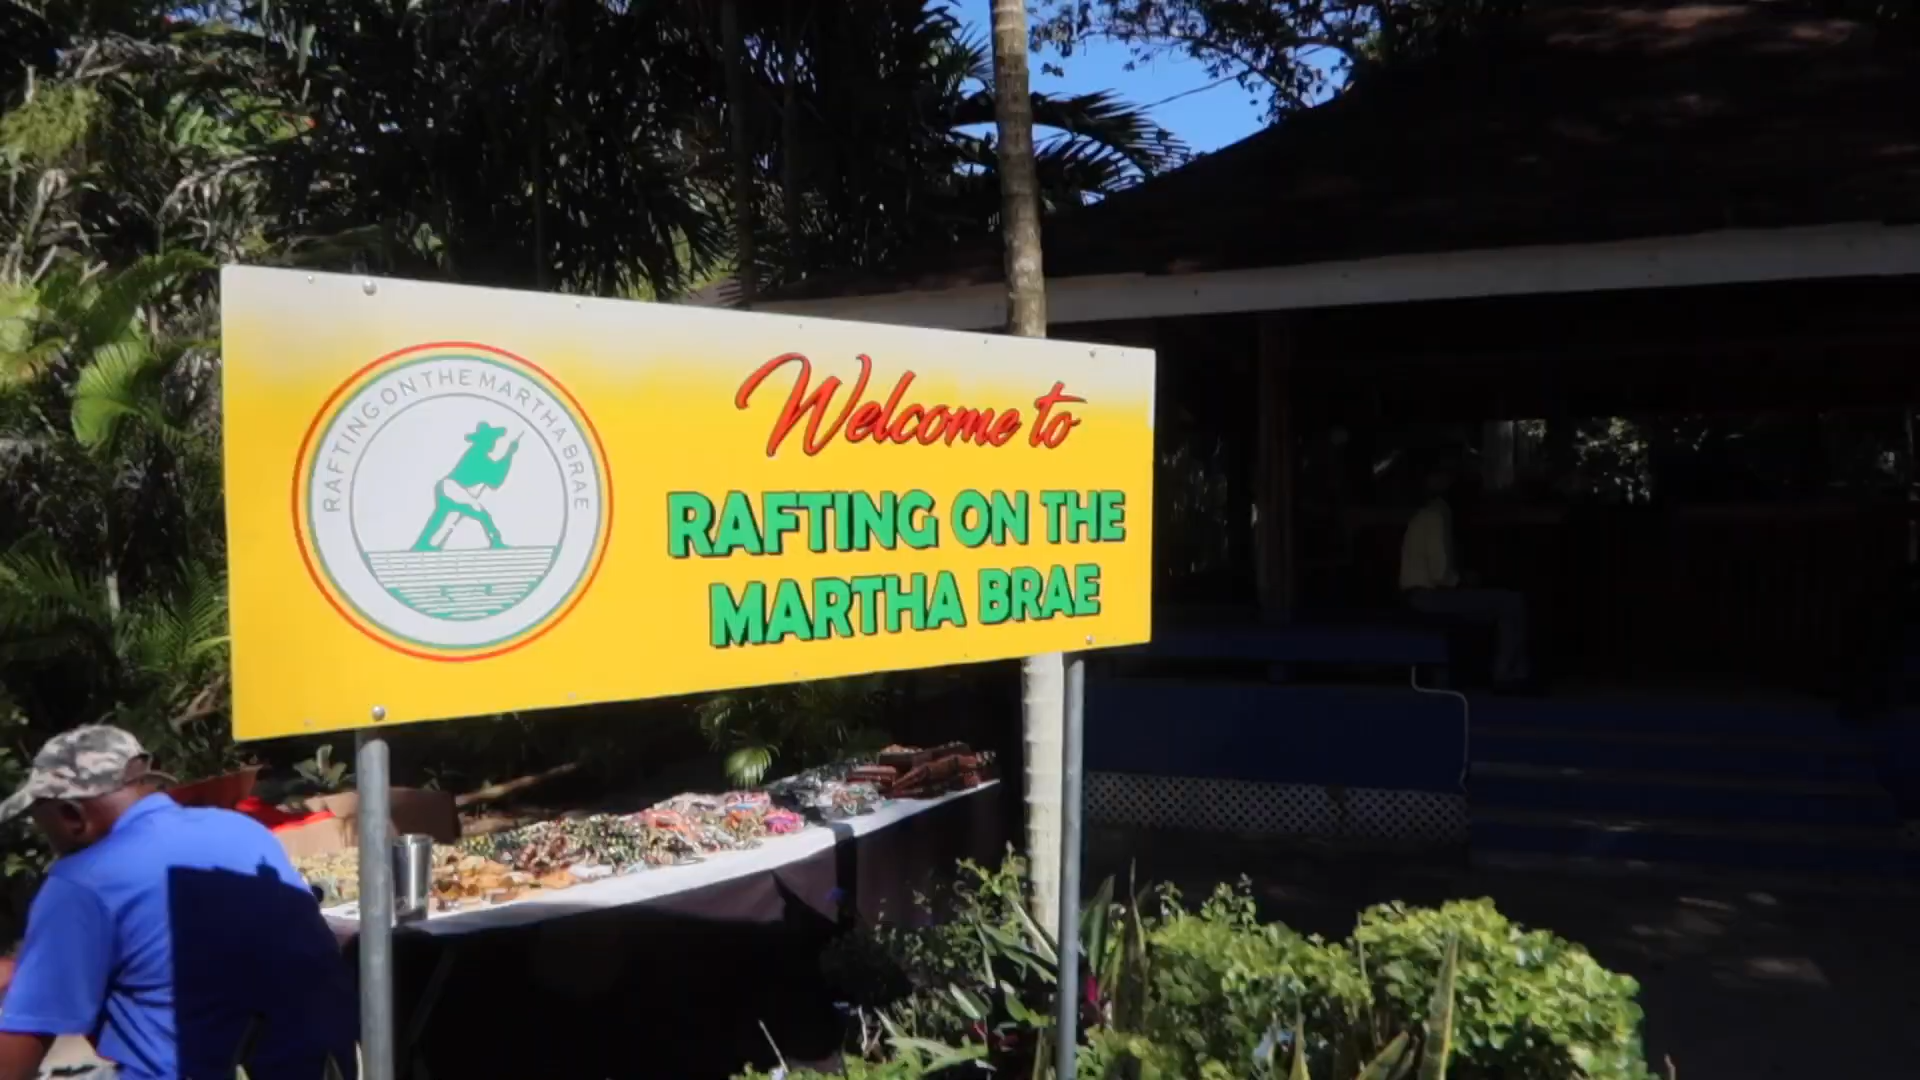 RAFTING ON THE MARTHA BRAE
Welcome to
RAFTING ON THE
MARTHA BRAE